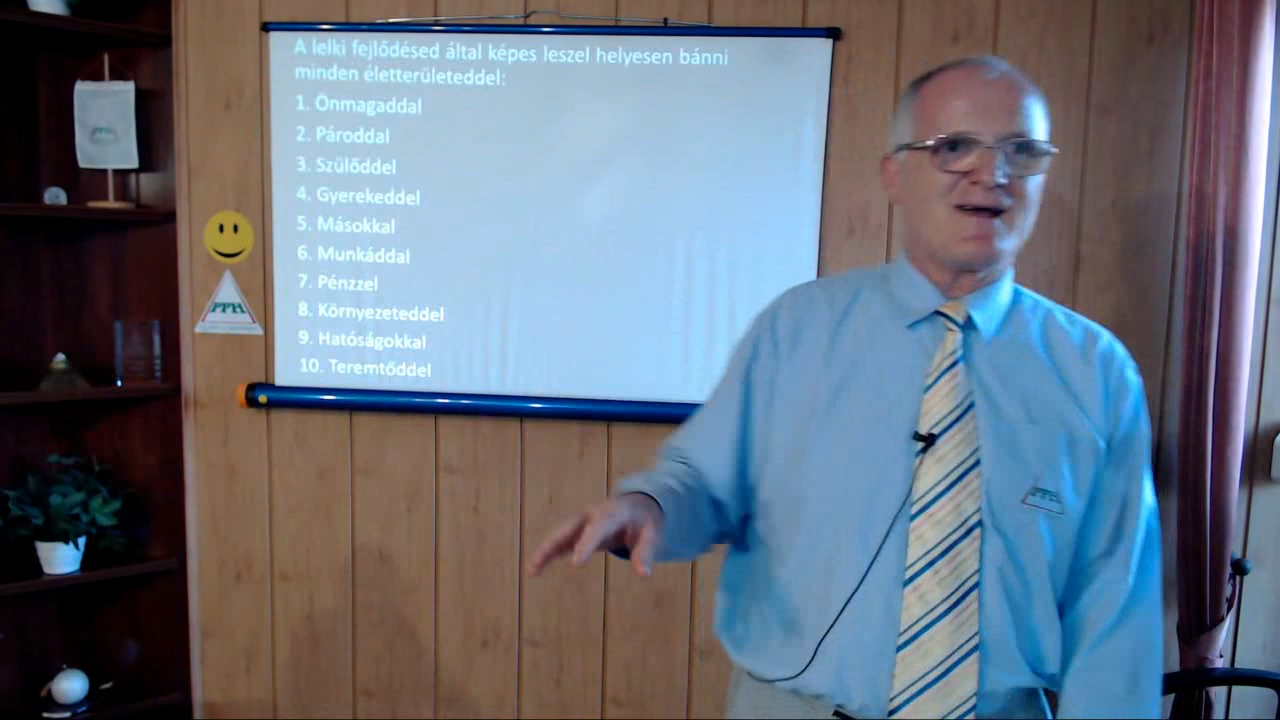 A lelki fejlődésed által képes leszel helyesen bánni
minden életterületeddel:
1. Önmagaddal
2. Pároddal
3. Szülőddel
4. Gyerekeddel
5. Másokkal
6. Munkáddal
7. Pénzzel
8. Környezeteddel
9. Hatóságokkal
10. Teremtőddel
PPH
PPH